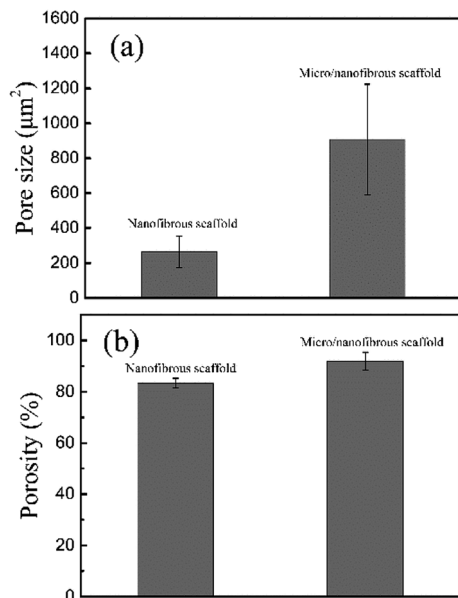 1600
(a)
Micro/nanofibrous scaffold
1400
1200
1000
800
600
Nanofibrous scaffold
400
200
0
Pore size (μm²)
100
(b)
Micro/nanofibrous scaffold
Nanofibrous scaffold
80
60
40
20
0
Porosity (%)